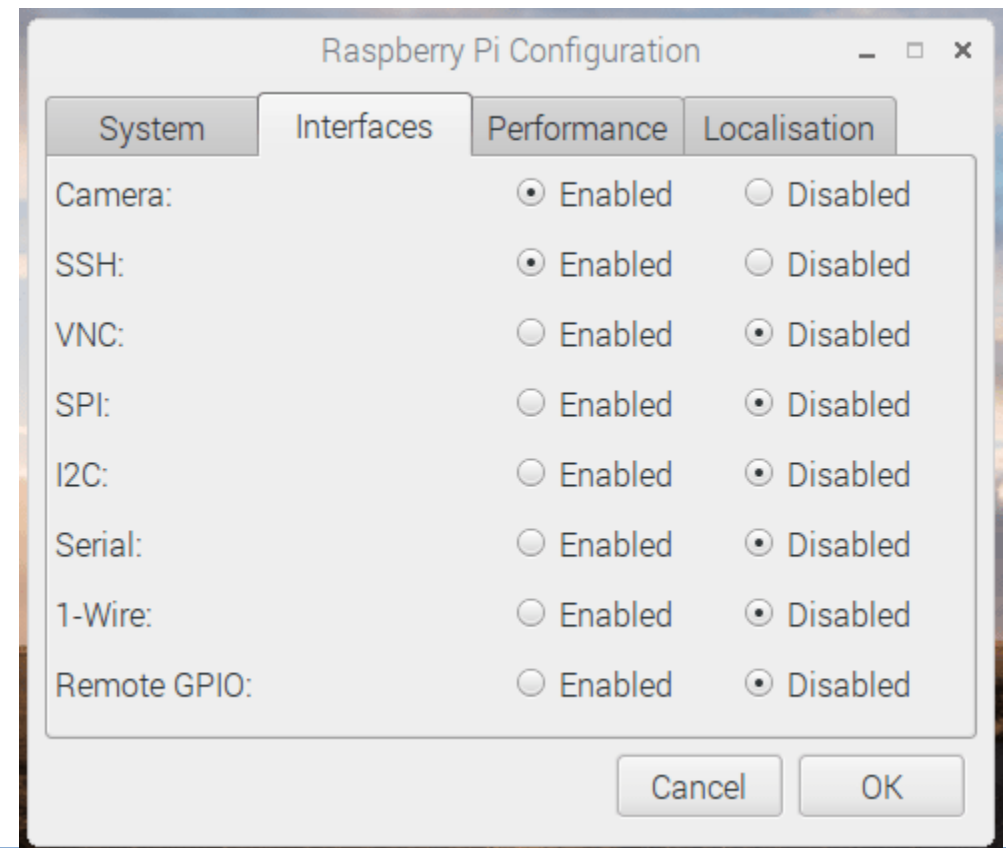 Raspberry Pi Configuration
System Interfaces Performance Localisation
Camera: Enabled Disabled
SSH: Enabled Disabled
VNC: Enabled Disabled
SPI: Enabled Disabled
I2C: Enabled Disabled
Serial: Enabled Disabled
1-Wire: Enabled Disabled
Remote GPIO: Enabled Disabled
Cancel OK